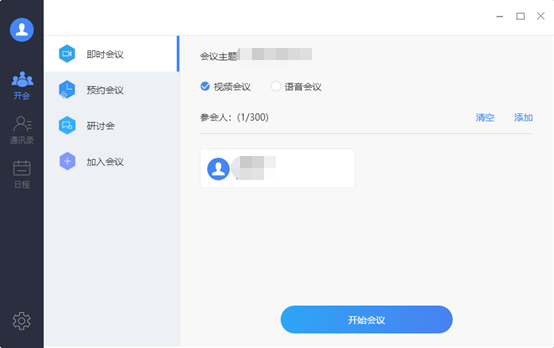 开会
通讯录
日程
即时会议
预约会议
研讨会
加入会议
会议主题
视频会议 语音会议
参会人：(1/300) 清空 添加
开始会议